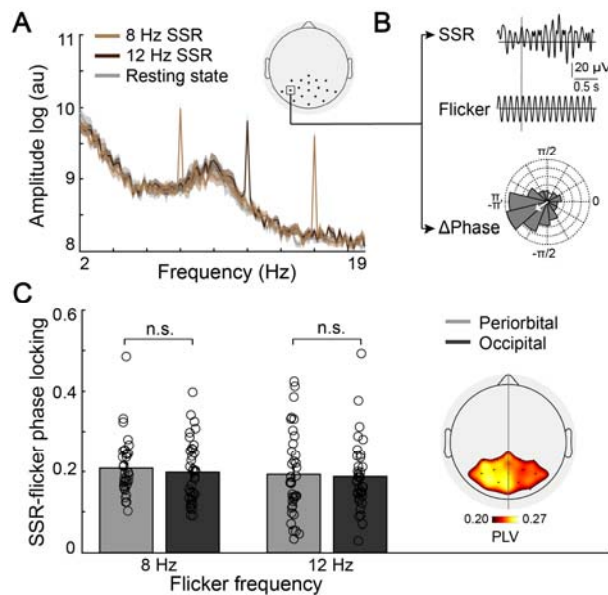 A
11
10
9
8
Amplitude log (au)
8 Hz SSR
12 Hz SSR
Resting state
2
19
Frequency (Hz)
B
SSR
20 µV
0.5 s
Flicker
π/2
π
-π
0
-π/2
ΔPhase
C
SSR-flicker phase locking
0.6
0.4
0.2
0
n.s.
n.s.
8 Hz
12 Hz
Flicker frequency
Periorbital
Occipital
0.20
0.27
PLV